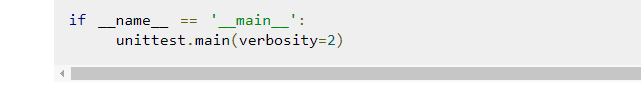 if __name__ == '__main__':
     unittest.main(verbosity=2)